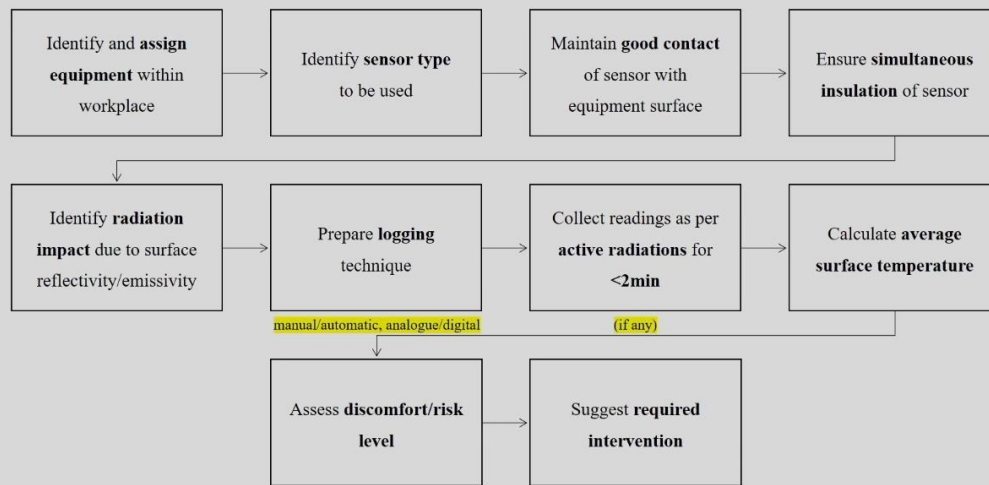 Identify and assign
equipment within
workplace
Identify sensor type
to be used
Maintain good contact
of sensor with
equipment surface
Ensure simultaneous
insulation of sensor
Identify radiation
impact due to surface
reflectivity/emissivity
Prepare logging
technique
manual/automatic, analogue/digital
Collect readings as per
active radiations for
<2min
(if any)
Calculate average
surface temperature
Assess discomfort/risk
level
Suggest required
intervention